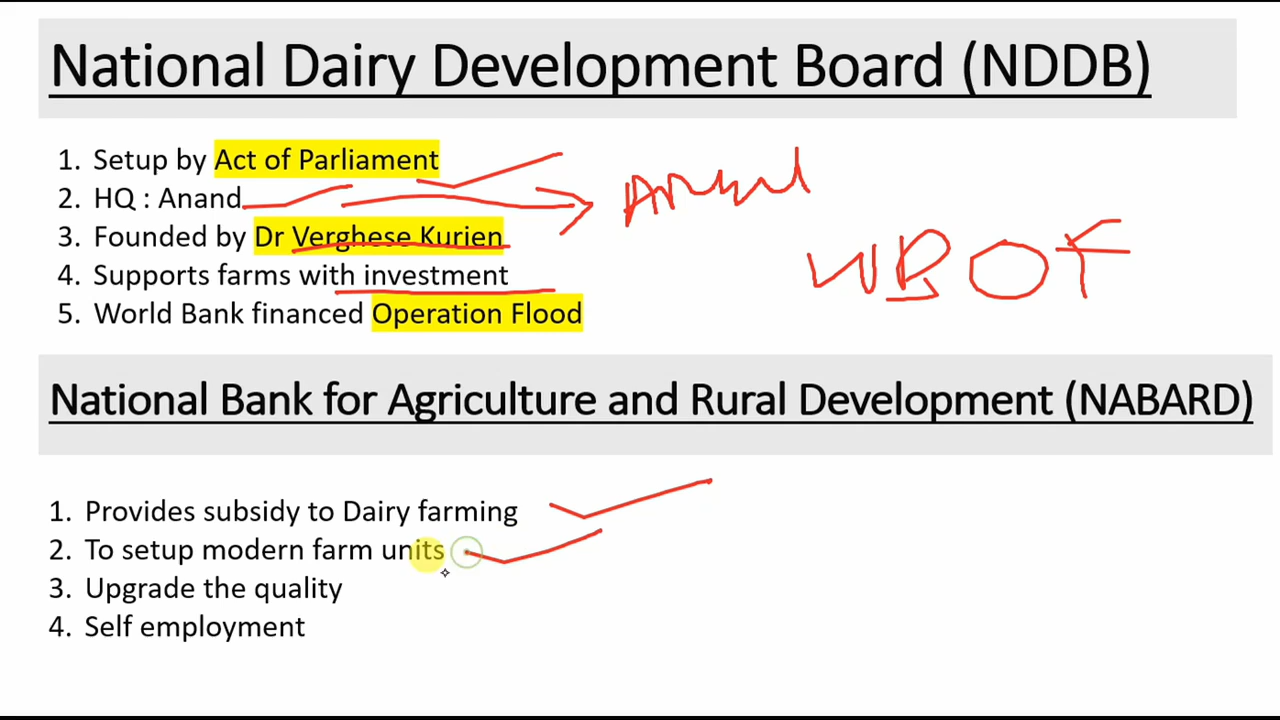 National Dairy Development Board (NDDB)
1. Setup by Act of Parliament
2. HQ : Anand
Anand
3. Founded by Dr Verghese Kurien
WB OF
4. Supports farms with investment
5. World Bank financed Operation Flood
National Bank for Agriculture and Rural Development (NABARD)
1. Provides subsidy to Dairy farming
2. To setup modern farm units
3. Upgrade the quality
4. Self employment